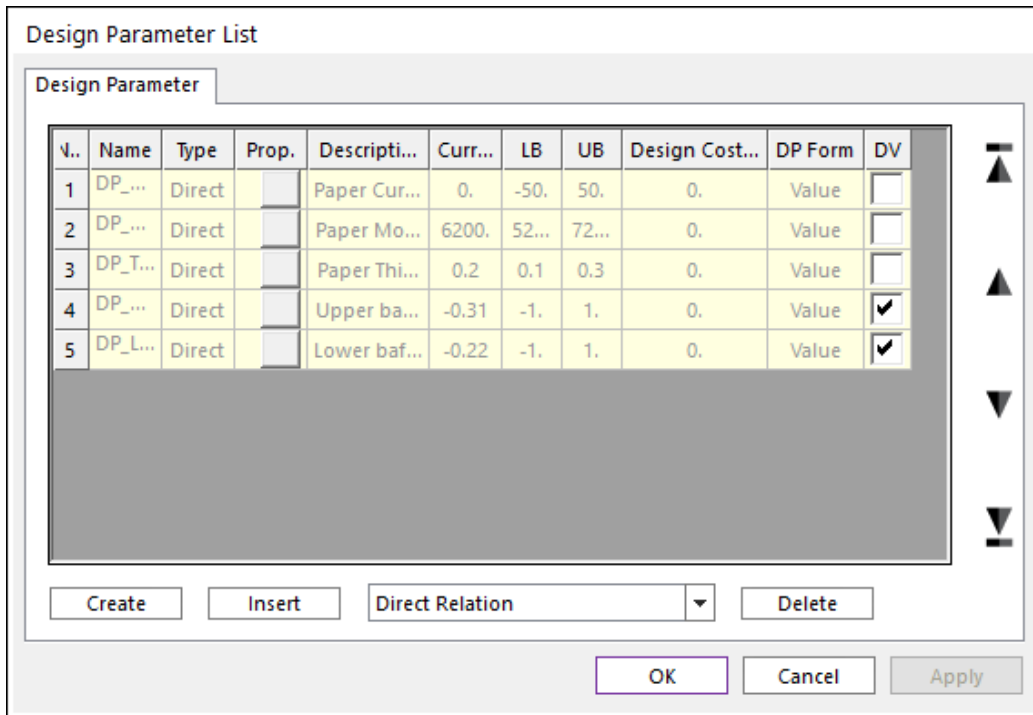 Design Parameter List
Design Parameter
N.. Name Type Prop. Descripti... Curr... LB UB Design Cost... DP Form DV
1 DP_... Direct Paper Cur... 0. -50. 50. 0. Value
2 DP_... Direct Paper Mo... 6200. 52... 72... 0. Value
3 DP_T... Direct Paper Thi... 0.2 0.1 0.3 0. Value
4 DP_... Direct Upper ba... -0.31 -1. 1. 0. Value
5 DP_L... Direct Lower baf... -0.22 -1. 1. 0. Value
Create Insert Direct Relation Delete
OK Cancel Apply